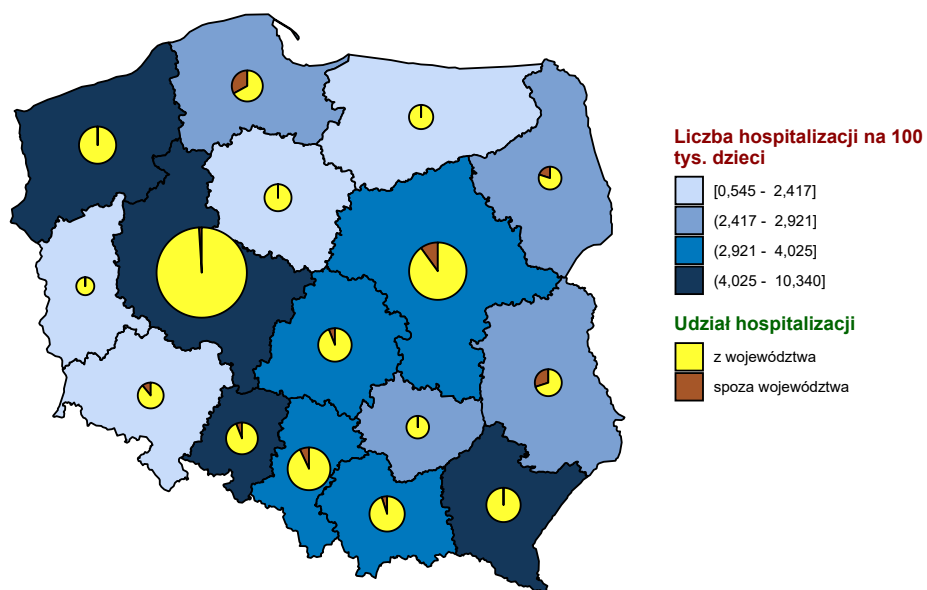 Liczba hospitalizacji na 100
tys. dzieci
[0,545 - 2,417]
(2,417 - 2,921]
(2,921 - 4,025]
(4,025 - 10,340]
Udział hospitalizacji
z województwa
spoza województwa